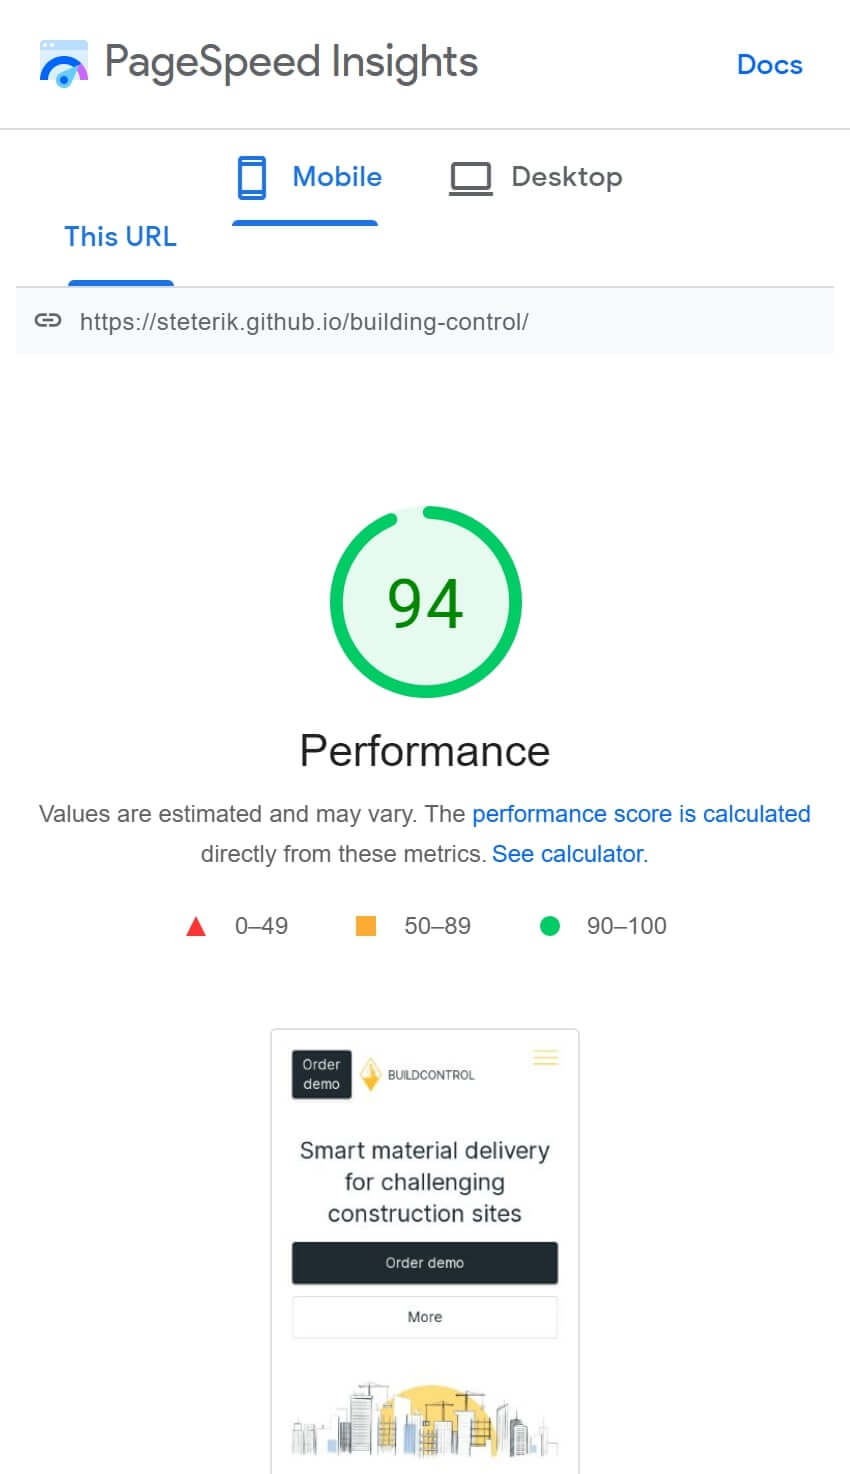 PageSpeed Insights
Docs
Mobile
Desktop
This URL
https://steterik.github.io/building-control/
94
Performance
Values are estimated and may vary. The performance score is calculated
directly from these metrics. See calculator.
0–49
50–89
90–100
Order
demo
BUILDCONTROL
Smart material delivery
for challenging
construction sites
Order demo
More